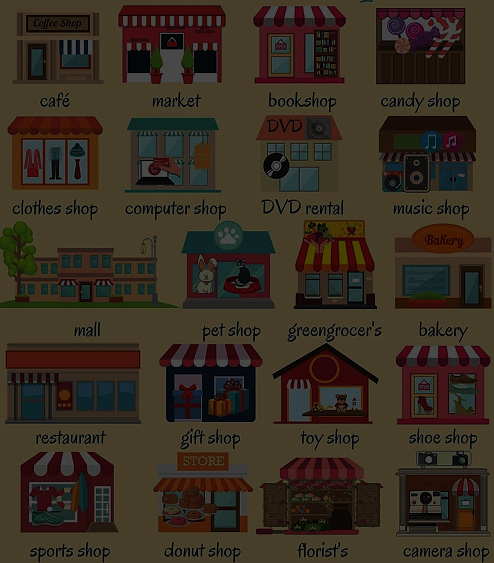 Coffee Shop
café market bookshop candy shop
DVD
clothes shop computer shop DVD rental music shop
BaKery
mall pet shop greengrocer's bakery
restaurant gift shop toy shop shoe shop
STORE
sports shop donut shop florist's camera shop